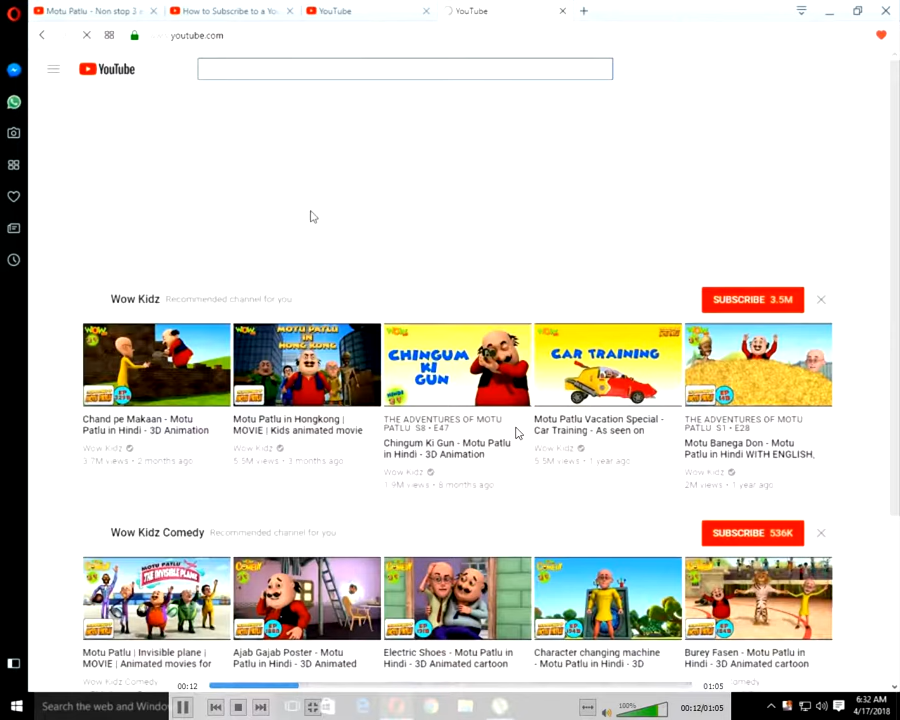 Motu Patlu - Non stop 3
How to Subscribe to a Yo
YouTube
YouTube
youtube.com
YouTube
Wow Kidz Recommended channel for you
SUBSCRIBE 3.5M
MOTU PATLU IN HONG KONG
CHINGUM KI GUN
CAR TRAINING
Chand pe Makaan - Motu
Patlu in Hindi - 3D Animation
Wow Kidz
3.7M views • 2 months ago
Motu Patlu in Hongkong |
MOVIE | Kids animated movie
Wow Kidz
5.5M views • 3 months ago
THE ADVENTURES OF MOTU
PATLU S8 • E47
Chingum Ki Gun - Motu Patlu
in Hindi - 3D Animation
Wow Kidz
1.9M views • 8 months ago
Motu Patlu Vacation Special -
Car Training - As seen on
Wow Kidz
5.5M views • 1 year ago
THE ADVENTURES OF MOTU
PATLU S1 • E28
Motu Banega Don - Motu
Patlu in Hindi WITH ENGLISH,
Wow Kidz
2M views • 1 year ago
Wow Kidz Comedy Recommended channel for you
SUBSCRIBE 536K
MOTU PATLU
THE INVISIBLE PLANE
Motu Patlu | Invisible plane |
MOVIE | Animated movies for
Wow Kidz Comedy
Ajab Gajab Poster - Motu
Patlu in Hindi - 3D Animated
Electric Shoes - Motu Patlu in
Hindi - 3D Animated cartoon
Character changing machine
- Motu Patlu in Hindi - 3D
Burey Fasen - Motu Patlu in
Hindi - 3D Animated cartoon
00:12
01:05
Search the web and Windo
100%
00:12/01:05
6:32 AM
4/17/2018